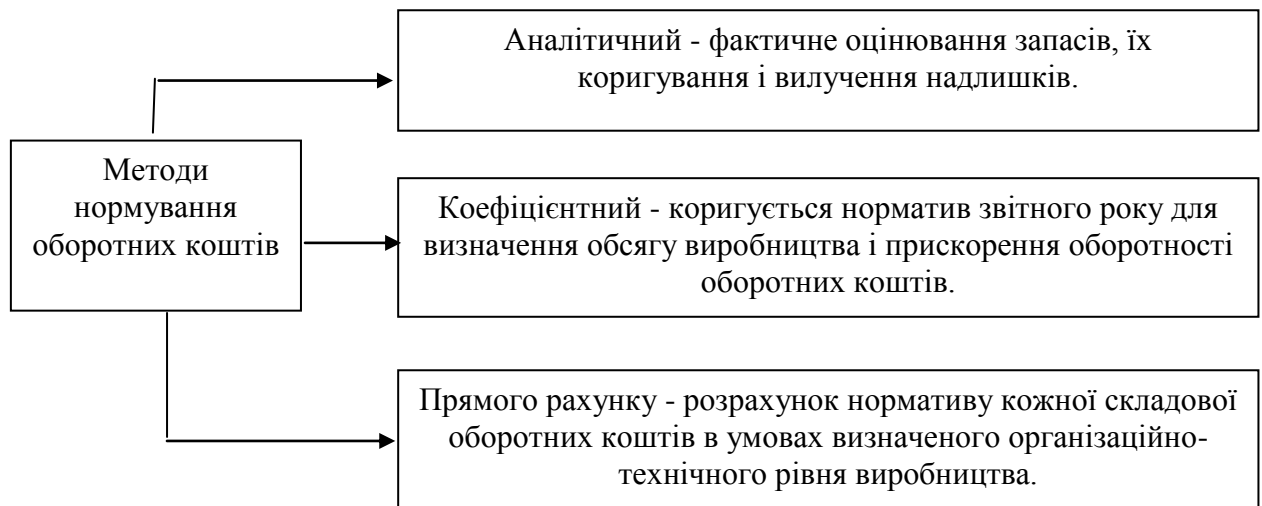 Аналітичний - фактичне оцінювання запасів, їх
коригування і вилучення надлишків.
Методи
нормування
оборотних коштів
Коефіцієнтний - коригується норматив звітного року для
визначення обсягу виробництва і прискорення оборотності
оборотних коштів.
Прямого рахунку - розрахунок нормативу кожної складової
оборотних коштів в умовах визначеного організаційно-
технічного рівня виробництва.